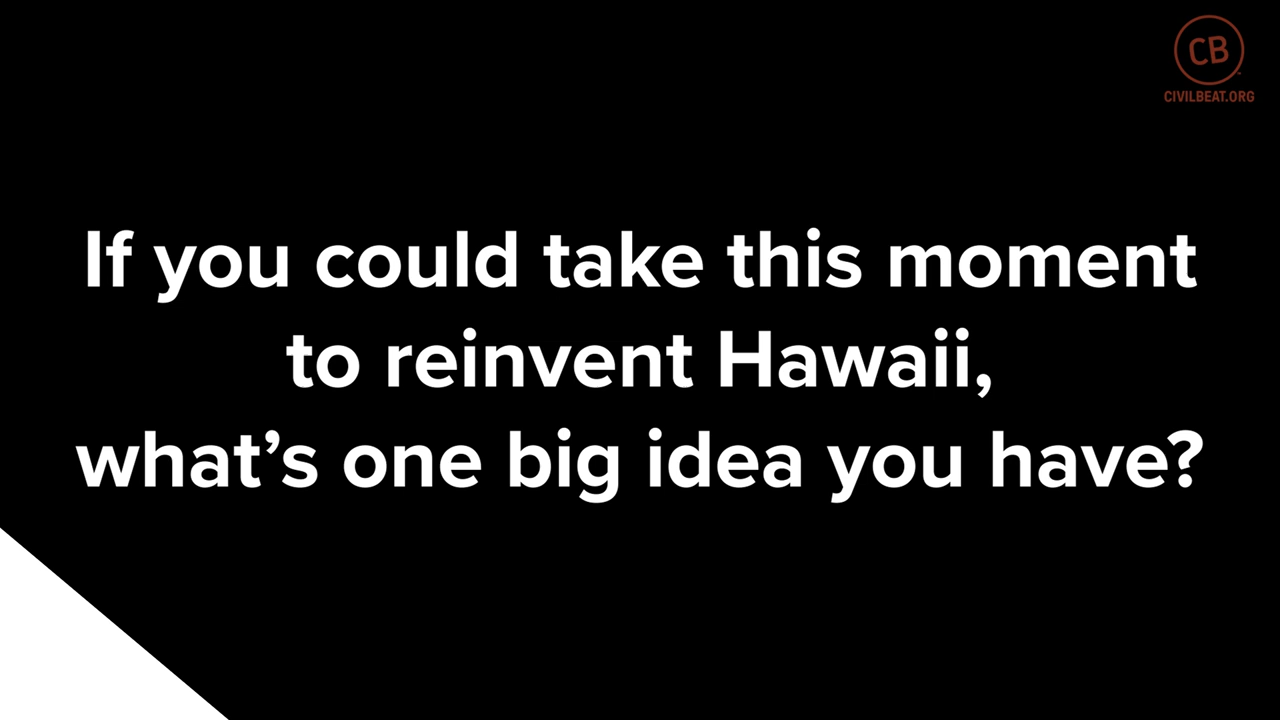 CB
CIVILBEAT.ORG
If you could take this moment
to reinvent Hawaii,
what’s one big idea you have?